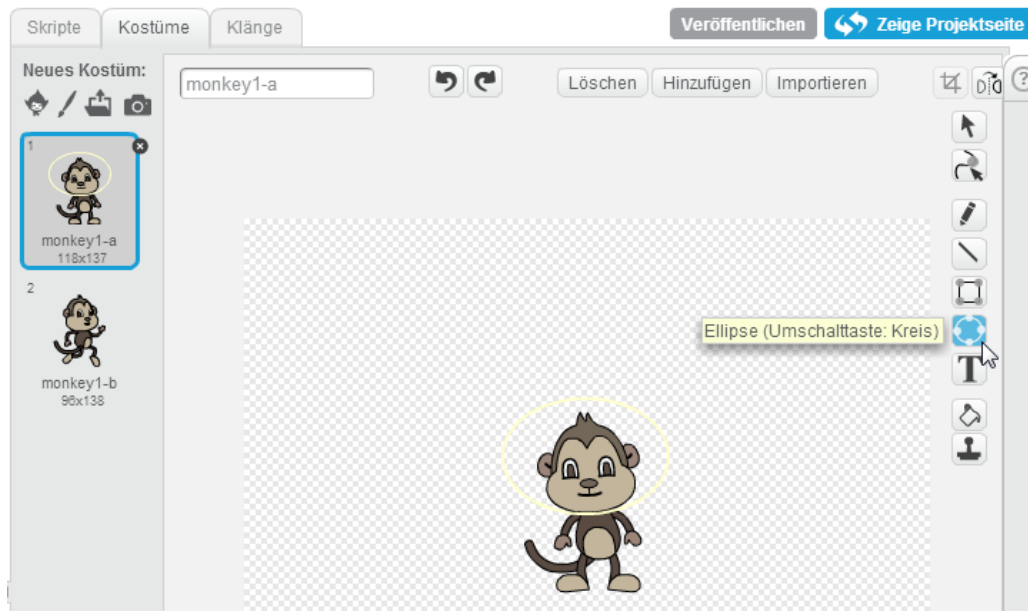 Skripte Kostüme Klänge Veröffentlichen Zeige Projektseite
Neues Kostüm:
monkey1-a Löschen Hinzufügen Importieren
1
monkey1-a
118x137
2
monkey1-b
96x138
Ellipse (Umschalttaste: Kreis)
T